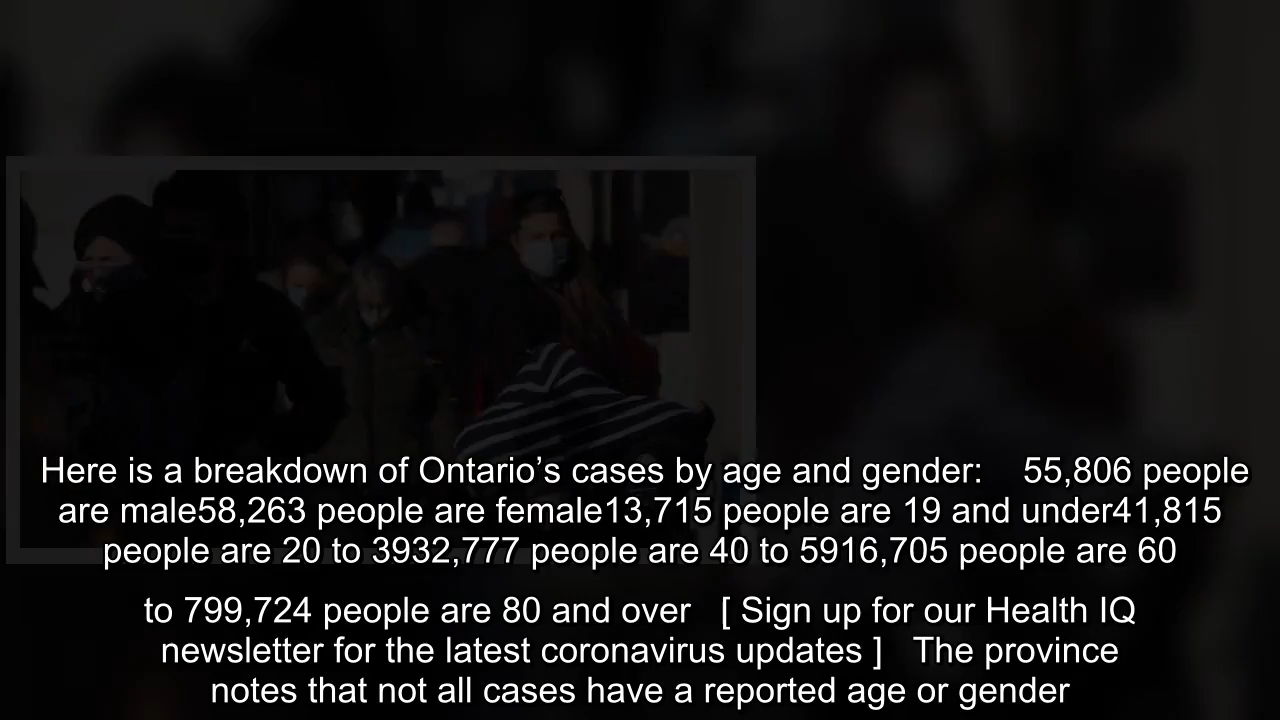 Here is a breakdown of Ontario’s cases by age and gender:    55,806 people
are male58,263 people are female13,715 people are 19 and under41,815
people are 20 to 3932,777 people are 40 to 5916,705 people are 60
to 799,724 people are 80 and over   [ Sign up for our Health IQ
newsletter for the latest coronavirus updates ]   The province
notes that not all cases have a reported age or gender